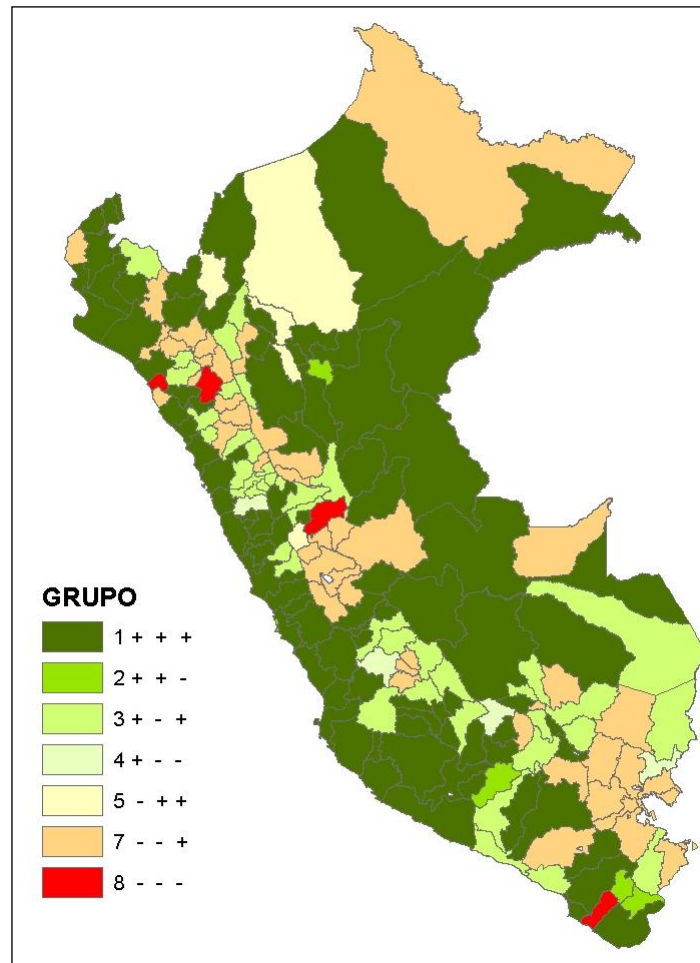 GRUPO
1 + + +
2 + + -
3 + - +
4 + - -
5 - + +
7 - - +
8 - - -